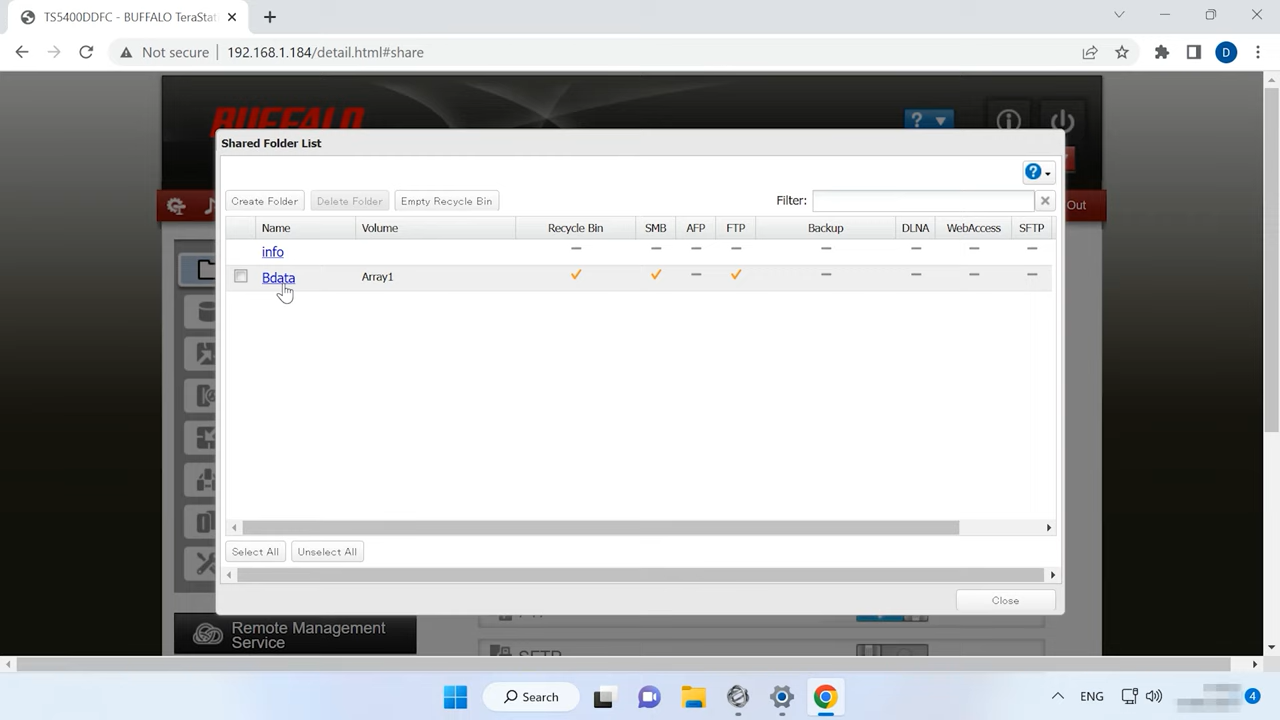 TS5400DDFC - BUFFALO TeraStat
Not secure 192.168.1.184/detail.html#share
D
BUFFALO
?
Shared Folder List
?
Create Folder Delete Folder Empty Recycle Bin Filter:
Out
Name Volume Recycle Bin SMB AFP FTP Backup DLNA WebAccess SFTP
info
Bdata Array1
Select All Unselect All
Close
Remote Management
Service
SFTP
Search ENG 4